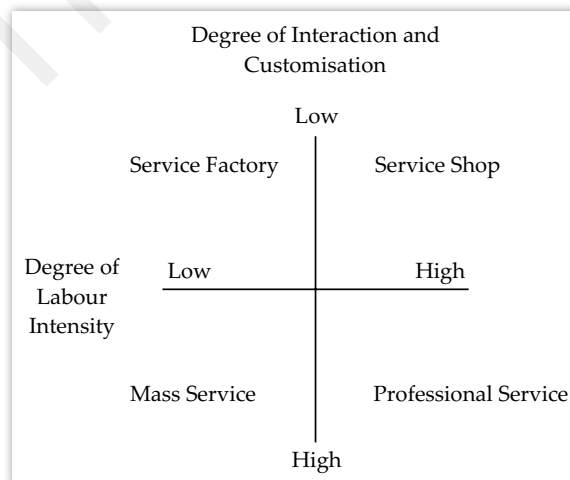 Degree of Interaction and
Customisation
Low
Service Factory
Service Shop
Degree of
Labour
Intensity
Low
High
Mass Service
Professional Service
High